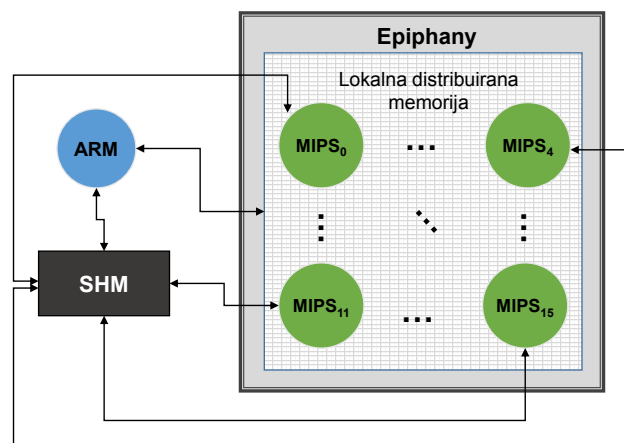 Epiphany
Lokalna distribuirana
memorija
ARM
MIPS0
...
MIPS4
SHM
MIPS11
...
MIPS15